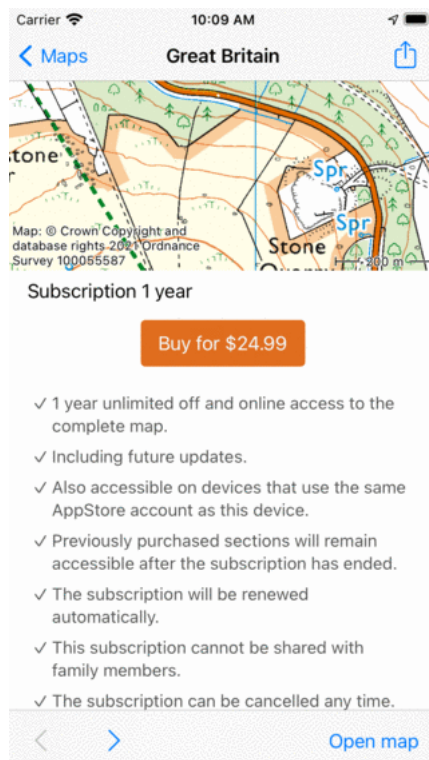 Carrier 10:09 AM
Maps Great Britain
tone
Spr
Spr
Map: © Crown Copyright and
database rights 2021 Ordnance
Survey 100055587
Stone
200 m
Subscription 1 year
Buy for $24.99
✓ 1 year unlimited off and online access to the
complete map.
✓ Including future updates.
✓ Also accessible on devices that use the same
AppStore account as this device.
✓ Previously purchased sections will remain
accessible after the subscription has ended.
✓ The subscription will be renewed
automatically.
✓ This subscription cannot be shared with
family members.
✓ The subscription can be cancelled any time.
Open map